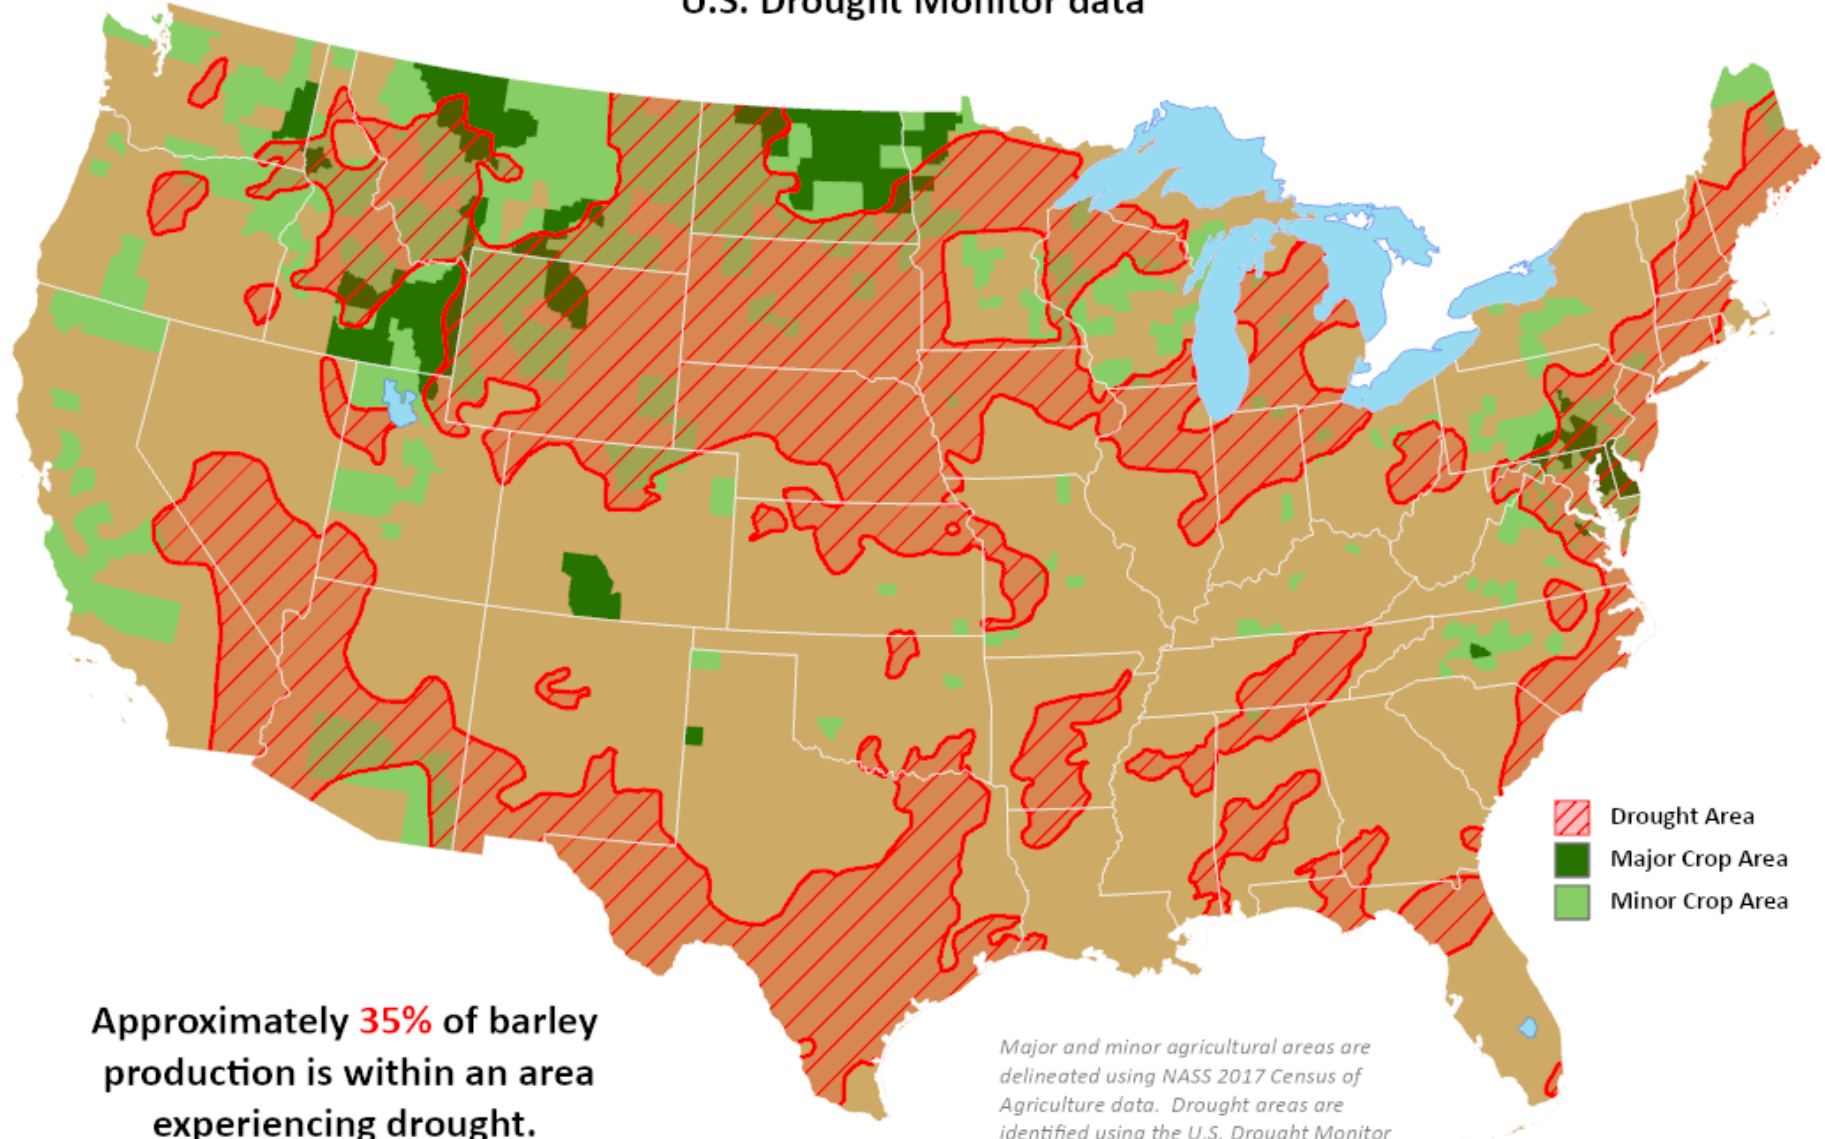 U.S. Drought Monitor data
Drought Area
Major Crop Area
Minor Crop Area
Approximately 35% of barley
production is within an area
experiencing drought.
Major and minor agricultural areas are
delineated using NASS 2017 Census of
Agriculture data. Drought areas are
identified using the U.S. Drought Monitor